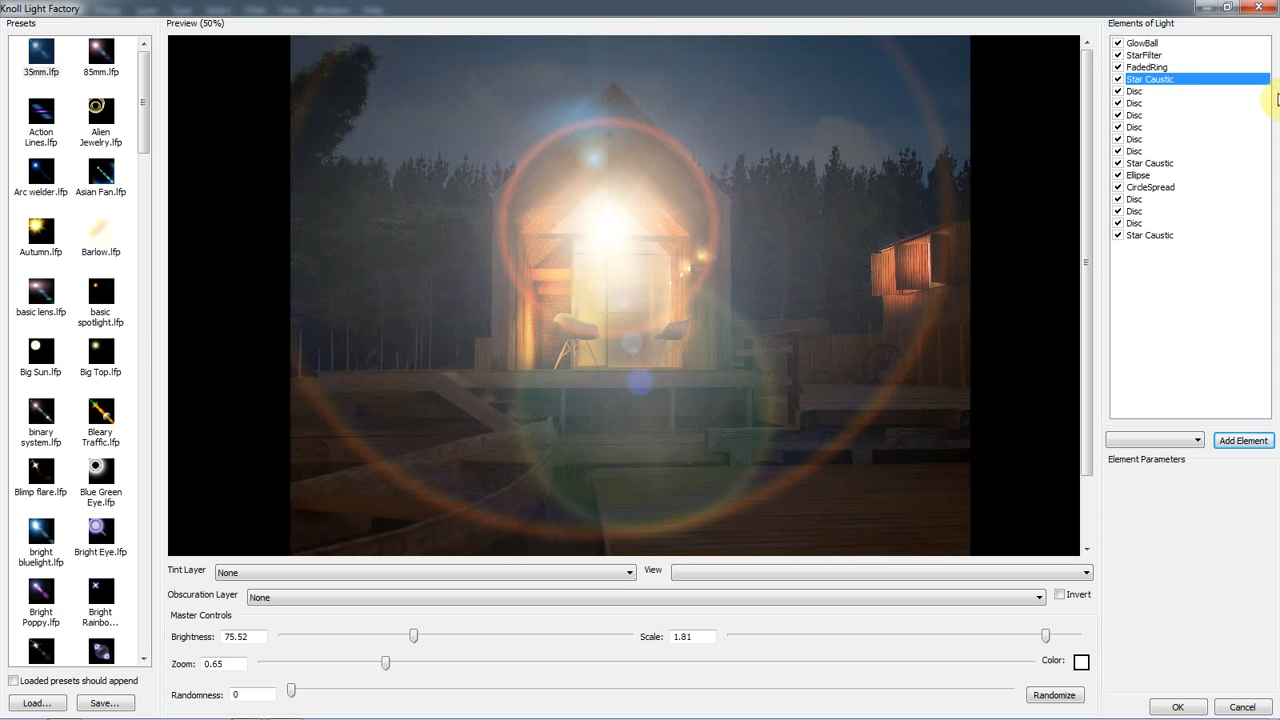 Knoll Light Factory
Presets
35mm.lfp
85mm.lfp
Action
Lines.lfp
Alien
Jewelry.lfp
Arc welder.lfp
Asian Fan.lfp
Autumn.lfp
Barlow.lfp
basic lens.lfp
basic
spotlight.lfp
Big Sun.lfp
Big Top.lfp
binary
system.lfp
Bleary
Traffic.lfp
Blimp flare.lfp
Blue Green
Eye.lfp
bright
bluelight.lfp
Bright Eye.lfp
Bright
Poppy.lfp
Bright
Rainbo...
Loaded presets should append
Load...
Save...
Preview (50%)
Tint Layer
None
View
Obscuration Layer
None
Invert
Master Controls
Brightness:
75.52
Scale:
1.81
Zoom:
0.65
Color:
Randomness:
0
Randomize
Elements of Light
GlowBall
StarFilter
FadedRing
Star Caustic
Disc
Disc
Disc
Disc
Disc
Disc
Star Caustic
Ellipse
CircleSpread
Disc
Disc
Disc
Star Caustic
Add Element
Element Parameters
OK
Cancel